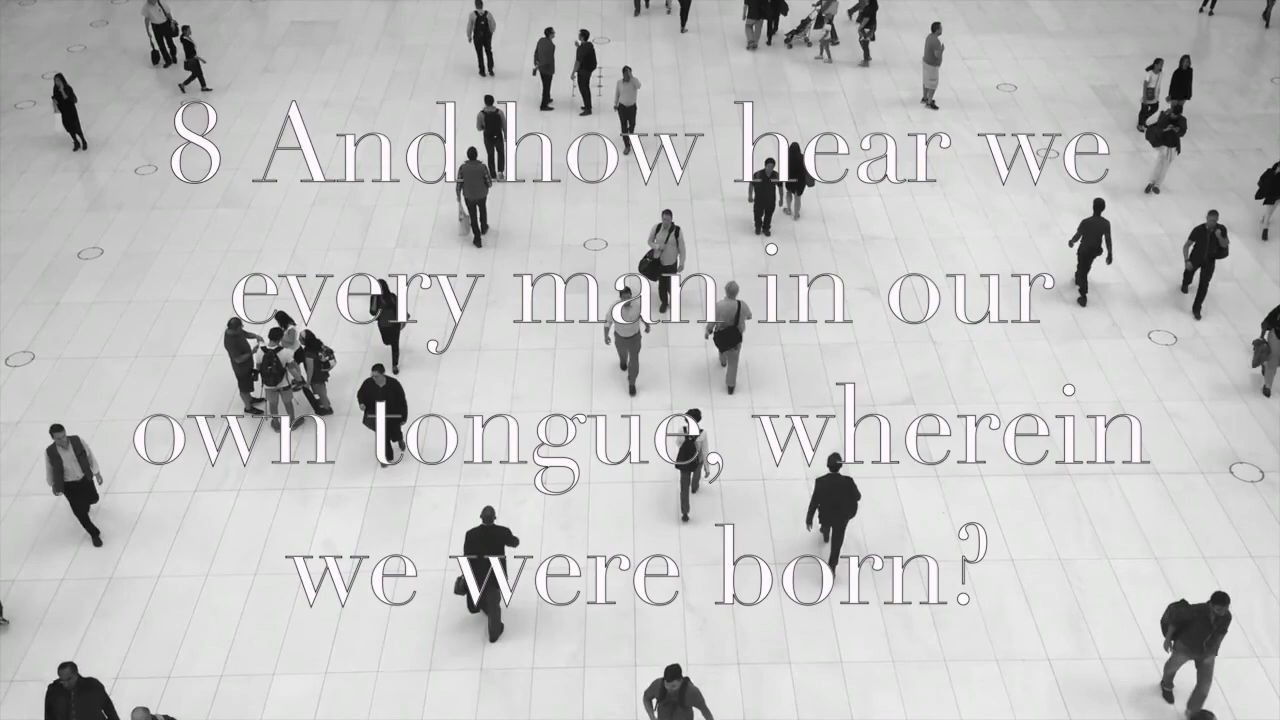 8 And how hear we
every man in our
own tongue, wherein
we were born?